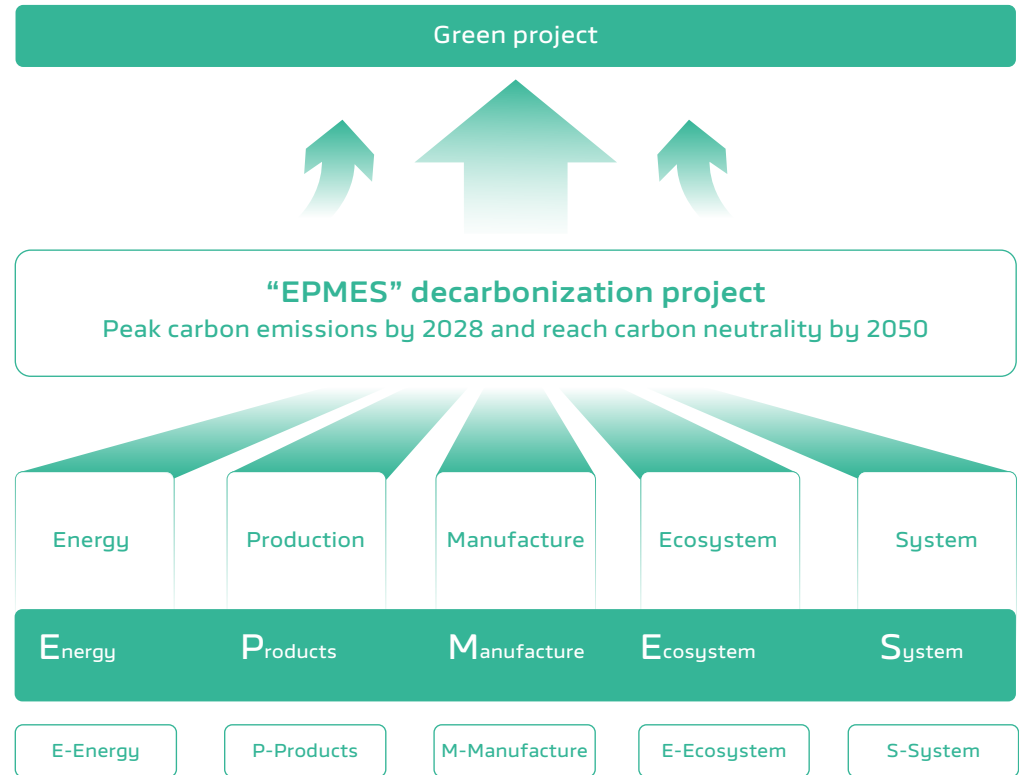 Green project
“EPMES” decarbonization project
Peak carbon emissions by 2028 and reach carbon neutrality by 2050
Energy Production Manufacture Ecosystem System
Energy Products Manufacture Ecosystem System
E-Energy P-Products M-Manufacture E-Ecosystem S-System